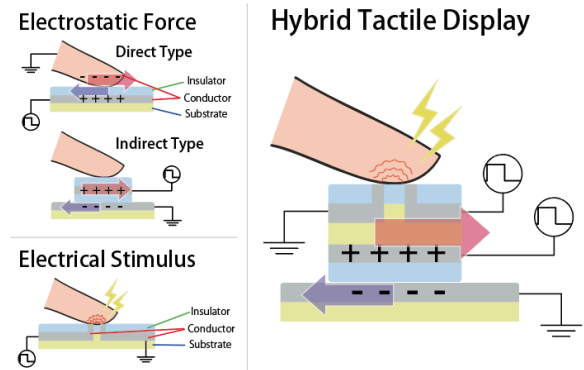 Electrostatic Force
Direct Type
- - - -
Insulator
Conductor
++++
Substrate
Indirect Type
++++
- - - -
Electrical Stimulus
Insulator
Conductor
Substrate
Hybrid Tactile Display
+ + + +
- - - -